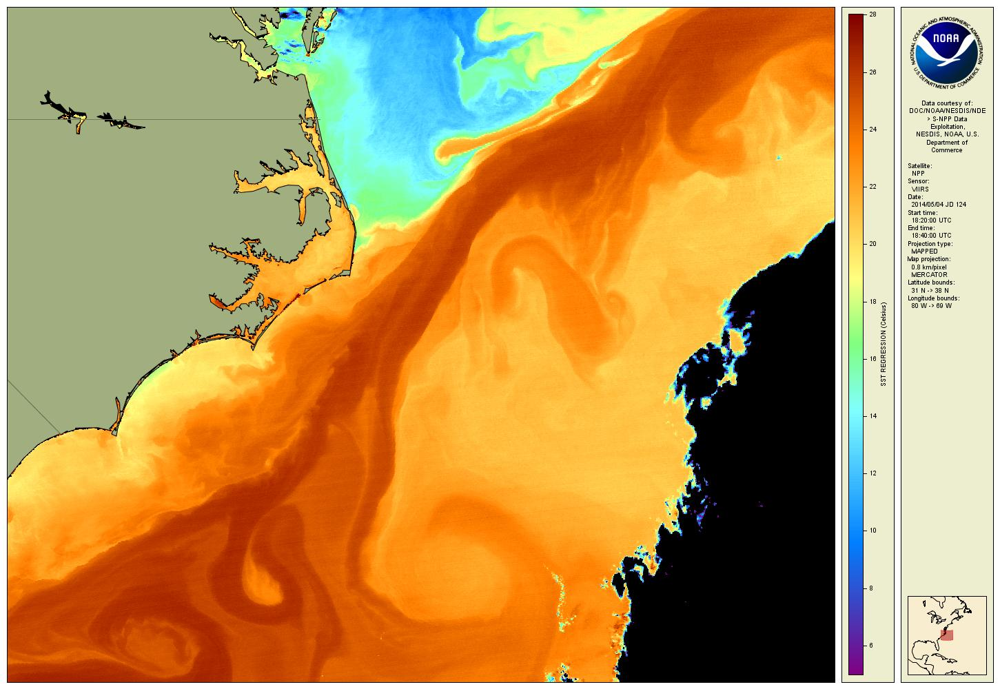 28
26
24
22
20
18
16
14
12
10
8
6
SST REGRESSION (Celsius)
NATIONAL OCEANIC AND ATMOSPHERIC ADMINISTRATION
NOAA
U.S. DEPARTMENT OF COMMERCE
Data courtesy of:
DOC/NOAA/NESDIS/NDE
> S-NPP Data
Exploitation,
NESDIS, NOAA, U.S.
Department of
Commerce
Satellite:
NPP
Sensor:
VIIRS
Date:
2014/05/04 JD 124
Start time:
18:20:00 UTC
End time:
18:40:00 UTC
Projection type:
MAPPED
Map projection:
0.8 km/pixel
MERCATOR
Latitude bounds:
31 N -> 38 N
Longitude bounds:
80 W -> 69 W